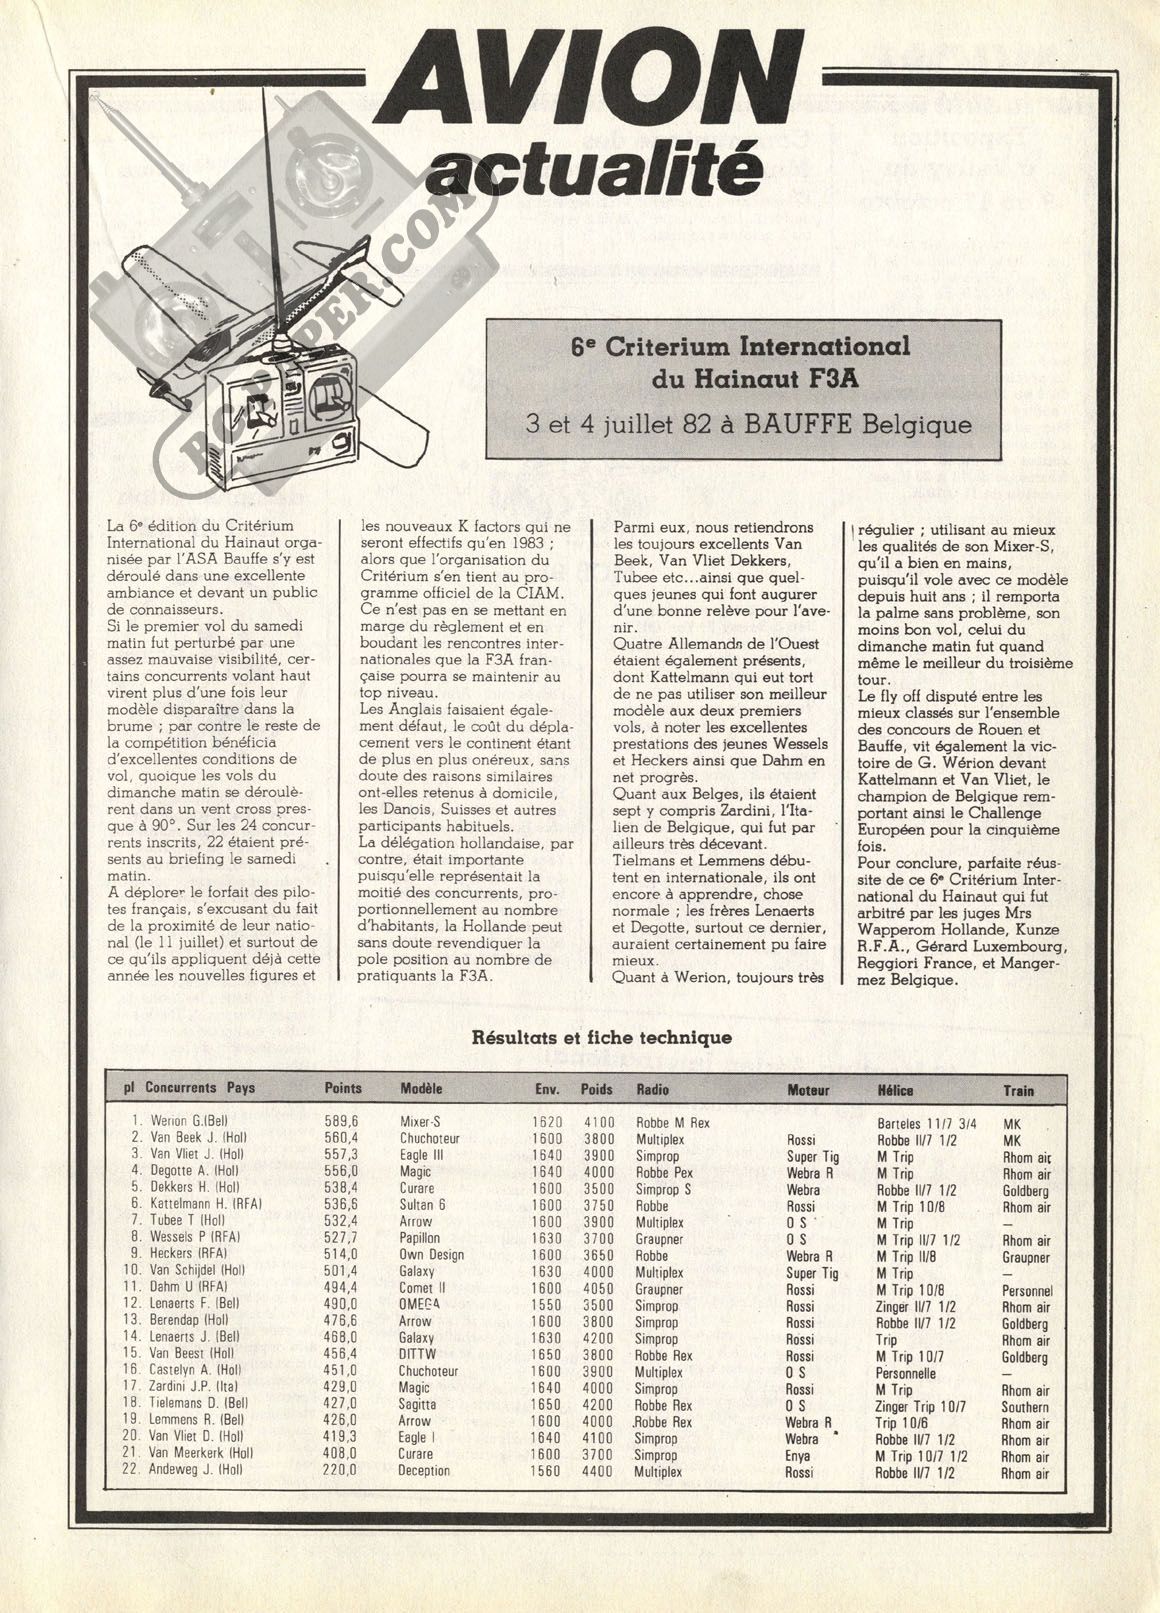 AVION
actualité
RCPAPER.COM
6e Criterium International
du Hainaut F3A
3 et 4 juillet 82 à BAUFFE Belgique
La 6e édition du Critérium
International du Hainaut orga-
nisée par l'ASA Bauffe s'y est
déroulé dans une excellente
ambiance et devant un public
de connaisseurs.
Si le premier vol du samedi
matin fut perturbé par une
assez mauvaise visibilité, cer-
tains concurrents volant haut
virent plus d'une fois leur
modèle disparaître dans la
brume ; par contre le reste de
la compétition bénéficia
d'excellentes conditions de
vol, quoique les vols du
dimanche matin se déroulè-
rent dans un vent cross pres-
que à 90°. Sur les 24 concur-
rents inscrits, 22 étaient pré-
sents au briefing le samedi
matin.
A déplorer le forfait des pilo-
tes français, s'excusant du fait
de la proximité de leur natio-
nal (le 11 juillet) et surtout de
ce qu'ils appliquent déjà cette
année les nouvelles figures et
les nouveaux K factors qui ne
seront effectifs qu'en 1983 ;
alors que l'organisation du
Critérium s'en tient au pro-
gramme officiel de la CIAM.
Ce n'est pas en se mettant en
marge du règlement et en
boudant les rencontres inter-
nationales que la F3A fran-
çaise pourra se maintenir au
top niveau.
Les Anglais faisaient égale-
ment défaut, le coût du dépla-
cement vers le continent étant
de plus en plus onéreux, sans
doute des raisons similaires
ont-elles retenus à domicile,
les Danois, Suisses et autres
participants habituels.
La délégation hollandaise, par
contre, était importante
puisqu'elle représentait la
moitié des concurrents, pro-
portionnellement au nombre
d'habitants, la Hollande peut
sans doute revendiquer la
pole position au nombre de
pratiquants la F3A.
Parmi eux, nous retiendrons
les toujours excellents Van
Beek, Van Vliet Dekkers,
Tubee etc...ainsi que quel-
ques jeunes qui font augurer
d'une bonne relève pour l'ave-
nir.
Quatre Allemands de l'Ouest
étaient également présents,
dont Kattelmann qui eut tort
de ne pas utiliser son meilleur
modèle aux deux premiers
vols, à noter les excellentes
prestations des jeunes Wessels
et Heckers ainsi que Dahm en
net progrès.
Quant aux Belges, ils étaient
sept y compris Zardini, l'Ita-
lien de Belgique, qui fut par
ailleurs très décevant.
Tielmans et Lemmens débu-
tent en internationale, ils ont
encore à apprendre, chose
normale ; les frères Lenaerts
et Degotte, surtout ce dernier,
auraient certainement pu faire
mieux.
Quant à Werion, toujours très
régulier ; utilisant au mieux
les qualités de son Mixer-S,
qu'il a bien en mains,
puisqu'il vole avec ce modèle
depuis huit ans ; il remporta
la palme sans problème, son
moins bon vol, celui du
dimanche matin fut quand
même le meilleur du troisième
tour.
Le fly off disputé entre les
mieux classés sur l'ensemble
des concours de Rouen et
Bauffe, vit également la vic-
toire de G. Wérion devant
Kattelmann et Van Vliet, le
champion de Belgique rem-
portant ainsi le Challenge
Européen pour la cinquième
fois.
Pour conclure, parfaite réus-
site de ce 6e Critérium Inter-
national du Hainaut qui fut
arbitré par les juges Mrs
Wapperom Hollande, Kunze
R.F.A., Gérard Luxembourg,
Reggiori France, et Manger-
mez Belgique.
Résultats et fiche technique
pl Concurrents Pays Points Modèle Env. Poids Radio Moteur Hélice Train
1. Werion G.(Bel) 589,6 Mixer-S 1620 4100 Robbe M Rex Barteles 11/7 3/4 MK
2. Van Beek J. (Hol) 560,4 Chuchoteur 1600 3800 Multiplex Rossi Robbe II/7 1/2 MK
3. Van Vliet J. (Hol) 557,3 Eagle III 1640 3900 Simprop Super Tig M Trip Rhom air
4. Degotte A. (Hol) 556,0 Magic 1640 4000 Robbe Pex Webra R M Trip Rhom air
5. Dekkers H. (Hol) 538,4 Curare 1600 3500 Simprop S Webra Robbe II/7 1/2 Goldberg
6. Kattelmann H. (RFA) 536,6 Sultan 6 1600 3750 Robbe Rossi M Trip 10/8 Rhom air
7. Tubee T (Hol) 532,4 Arrow 1600 3900 Multiplex O S M Trip —
8. Wessels P (RFA) 527,7 Papillon 1630 3700 Graupner O S M Trip II/7 1/2 Rhom air
9. Heckers (RFA) 514,0 Own Design 1600 3650 Robbe Webra R M Trip II/8 Graupner
10. Van Schijdel (Hol) 501,4 Galaxy 1630 4000 Multiplex Super Tig M Trip —
11. Dahm U (RFA) 494,4 Comet II 1600 4050 Graupner Rossi M Trip 10/8 Personnel
12. Lenaerts F. (Bel) 490,0 OMEGA 1550 3500 Simprop Rossi Zinger II/7 1/2 Rhom air
13. Berendap (Hol) 476,6 Arrow 1600 3800 Simprop Rossi Robbe II/7 1/2 Goldberg
14. Lenaerts J. (Bel) 468,0 Galaxy 1630 4200 Simprop Rossi Trip Rhom air
15. Van Beest (Hol) 456,4 DITTW 1650 3800 Robbe Rex Rossi M Trip 10/7 Goldberg
16. Castelyn A. (Hol) 451,0 Chuchoteur 1600 3900 Multiplex O S Personnelle —
17. Zardini J.P. (Ita) 429,0 Magic 1640 4000 Simprop Rossi M Trip Rhom air
18. Tielemans D. (Bel) 427,0 Sagitta 1650 4200 Robbe Rex O S Zinger Trip 10/7 Southern
19. Lemmens R. (Bel) 426,0 Arrow 1600 4000 Robbe Rex Webra R Trip 10/6 Rhom air
20. Van Vliet D. (Hol) 419,3 Eagle I 1640 4100 Simprop Webra Robbe II/7 1/2 Rhom air
21. Van Meerkerk (Hol) 408,0 Curare 1600 3700 Simprop Enya M Trip 10/7 1/2 Rhom air
22. Andeweg J. (Hol) 220,0 Deception 1560 4400 Multiplex Rossi Robbe II/7 1/2 Rhom air